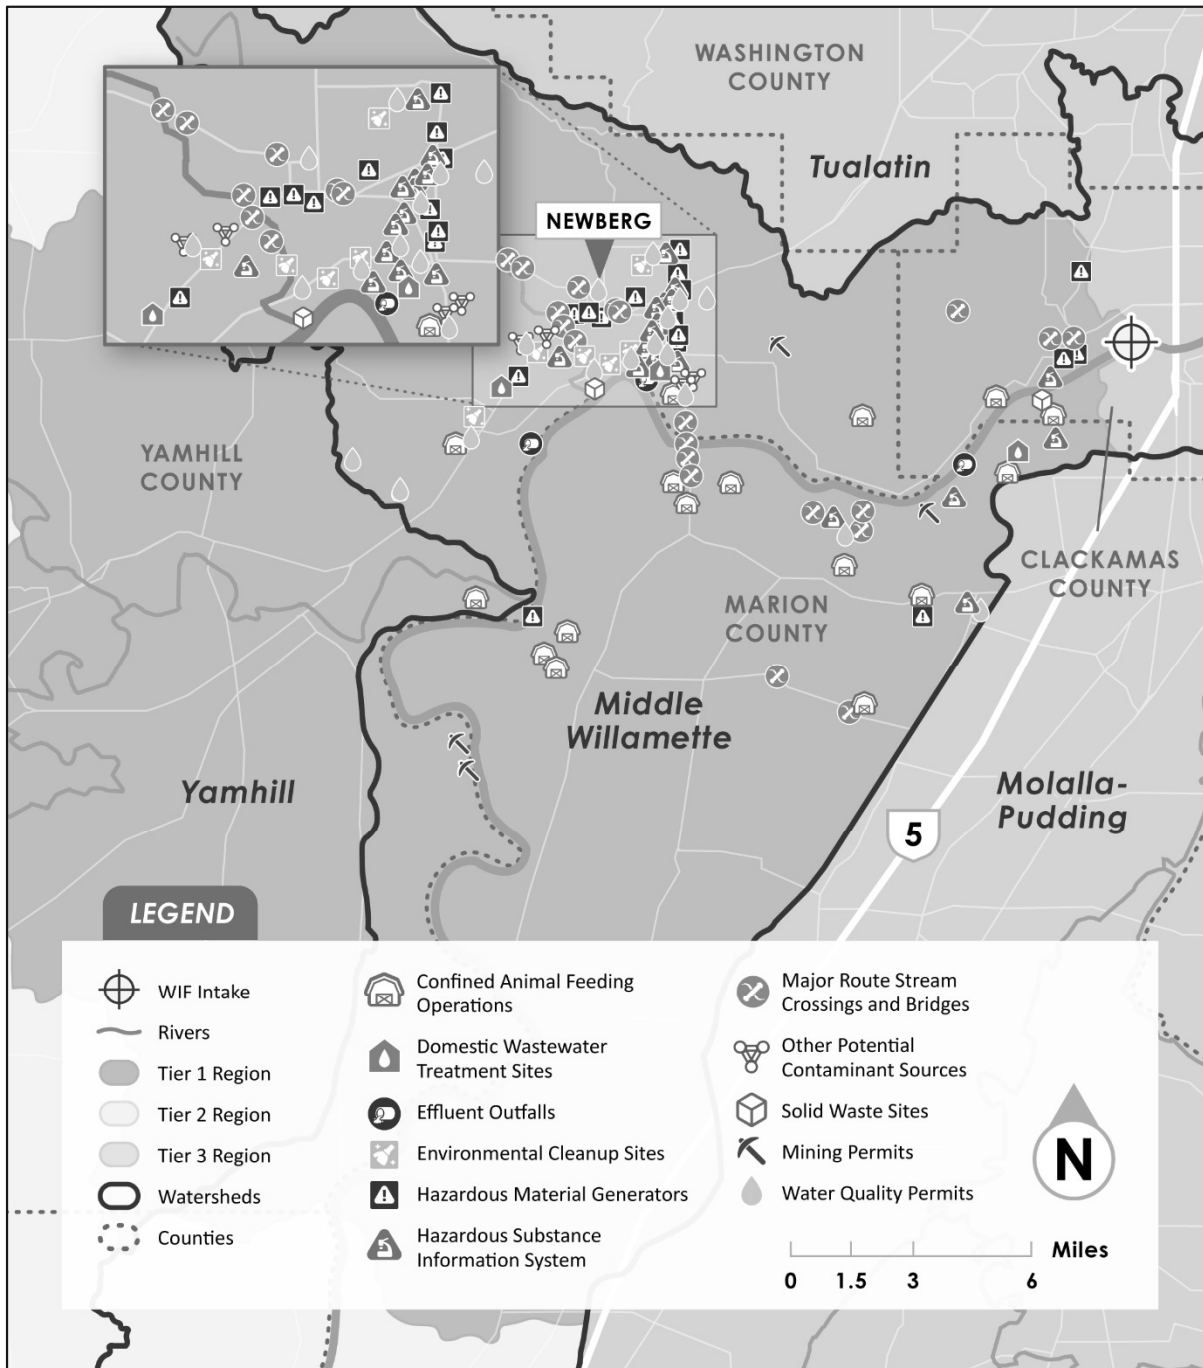 WASHINGTON
COUNTY
Tualatin
NEWBERG
YAMHILL
COUNTY
CLACKAMAS
COUNTY
MARION
COUNTY
Middle
Willamette
Yamhill
Molalla-
Pudding
5
LEGEND
WIF Intake
Rivers
Tier 1 Region
Tier 2 Region
Tier 3 Region
Watersheds
Counties
Confined Animal Feeding
Operations
Domestic Wastewater
Treatment Sites
Effluent Outfalls
Environmental Cleanup Sites
Hazardous Material Generators
Hazardous Substance
Information System
Major Route Stream
Crossings and Bridges
Other Potential
Contaminant Sources
Solid Waste Sites
Mining Permits
Water Quality Permits
N
Miles
0 1.5 3 6